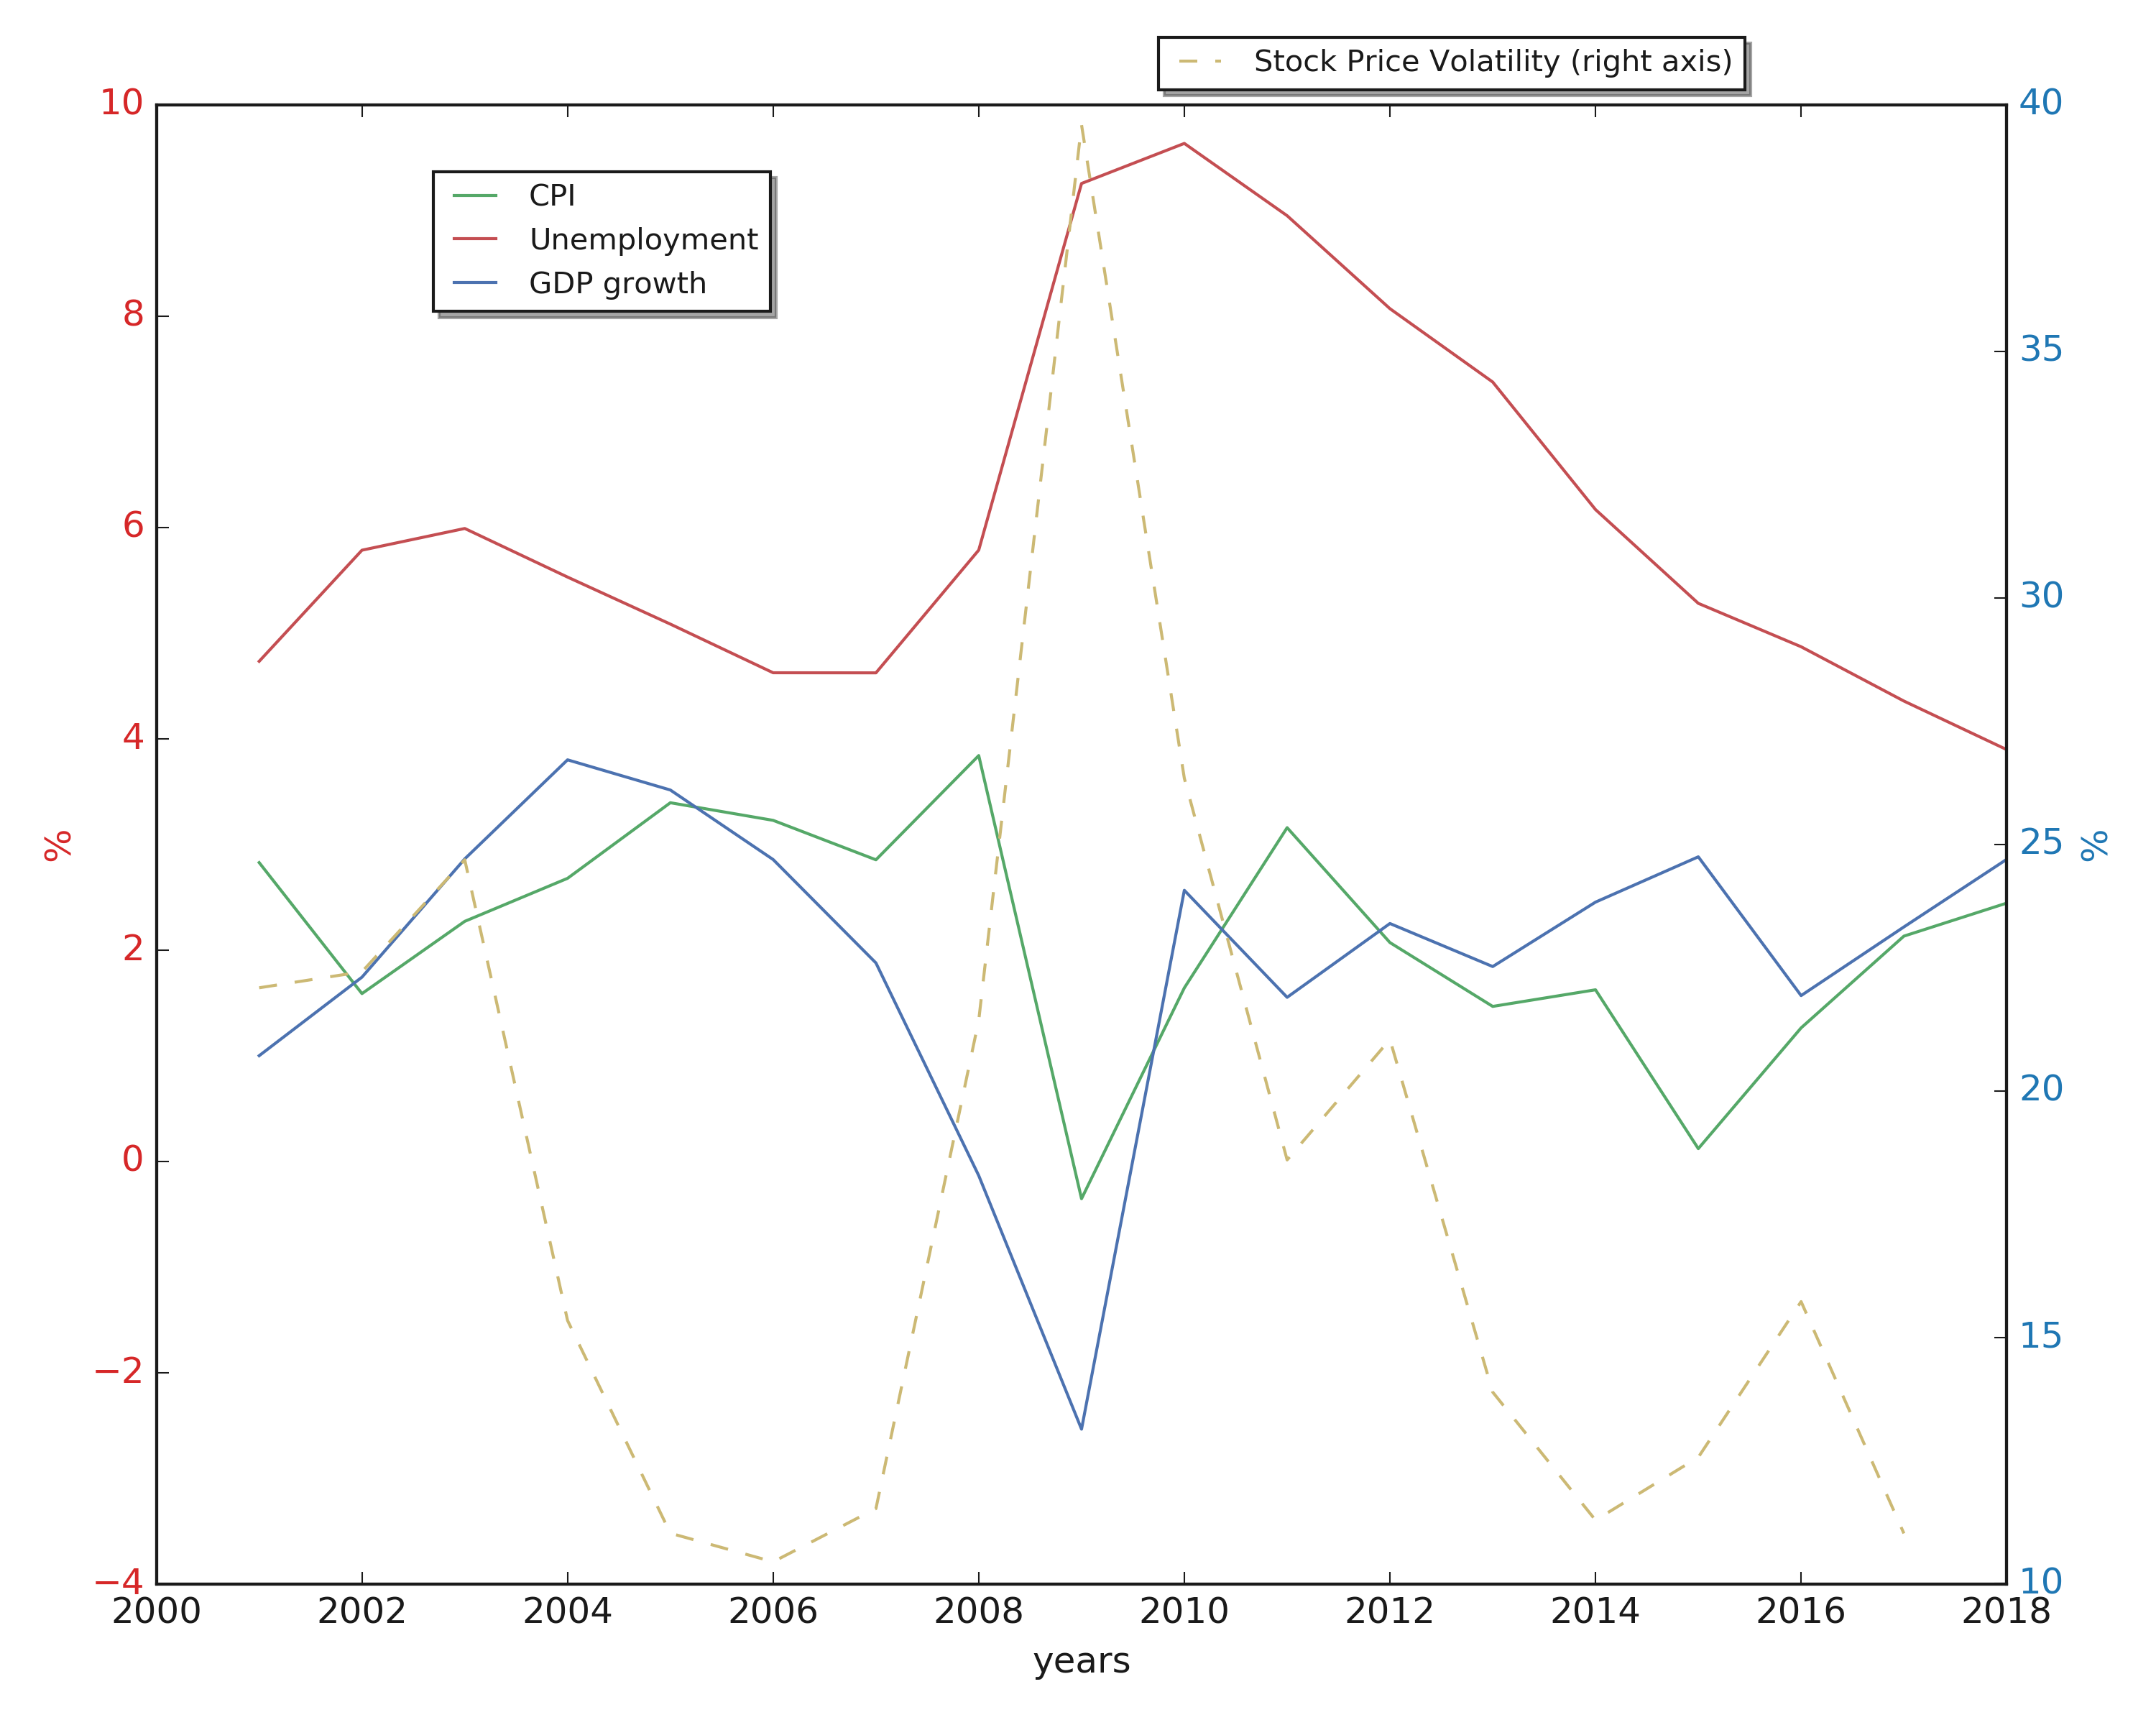 Stock Price Volatility (right axis)
10
8
6
4
2
0
−2
−4
%
CPI
Unemployment
GDP growth
40
35
30
25
20
15
10
%
2000 2002 2004 2006 2008 2010 2012 2014 2016 2018
years